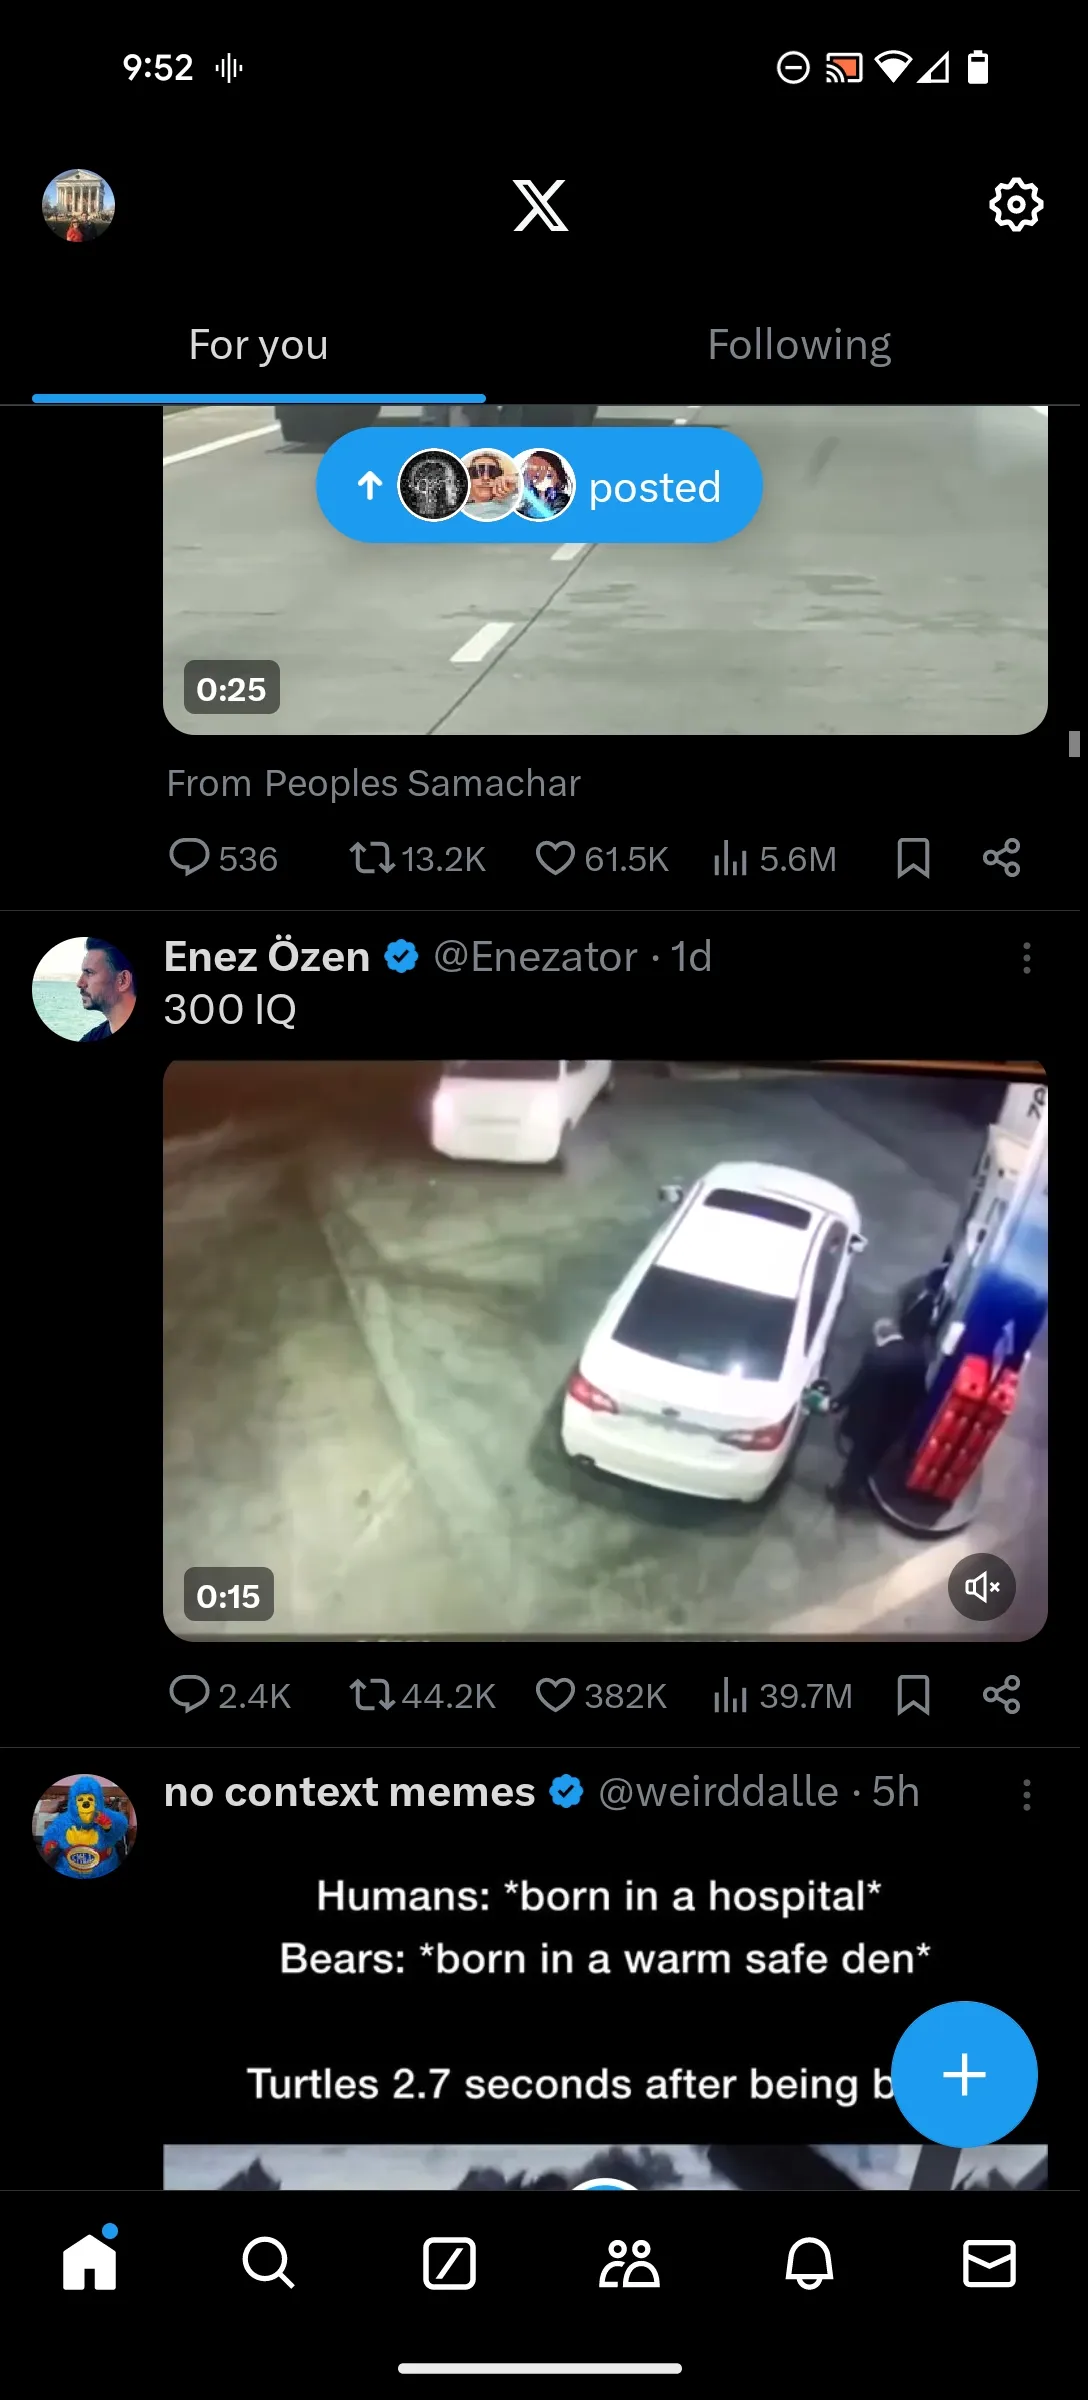 9:52
For you
Following
posted
0:25
From Peoples Samachar
536
13.2K
61.5K
5.6M
Enez Özen @Enezator · 1d
300 IQ
0:15
2.4K
44.2K
382K
39.7M
no context memes @weirddalle · 5h
Humans: *born in a hospital*
Bears: *born in a warm safe den*
Turtles 2.7 seconds after being